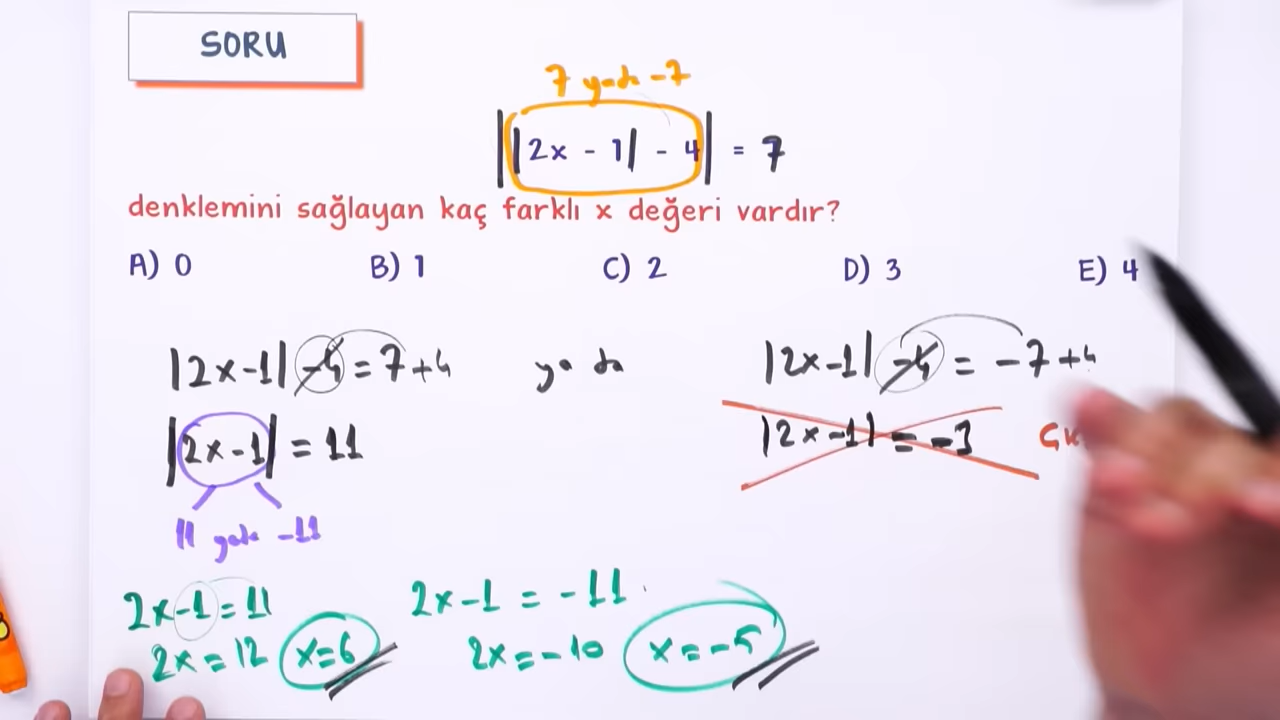 SORU
7 yada -7
||2x - 1| - 4| = 7
denklemini sağlayan kaç farklı x değeri vardır?
A) 0 B) 1 C) 2 D) 3 E) 4
|2x-1| -4 = 7+4 ya da |2x-1| -4 = -7+4
|2x-1| = 11 |2x-1| = -3
11 yada -11
2x-1 = 11 2x-1 = -11
2x = 12 x=6 2x = -10 x = -5